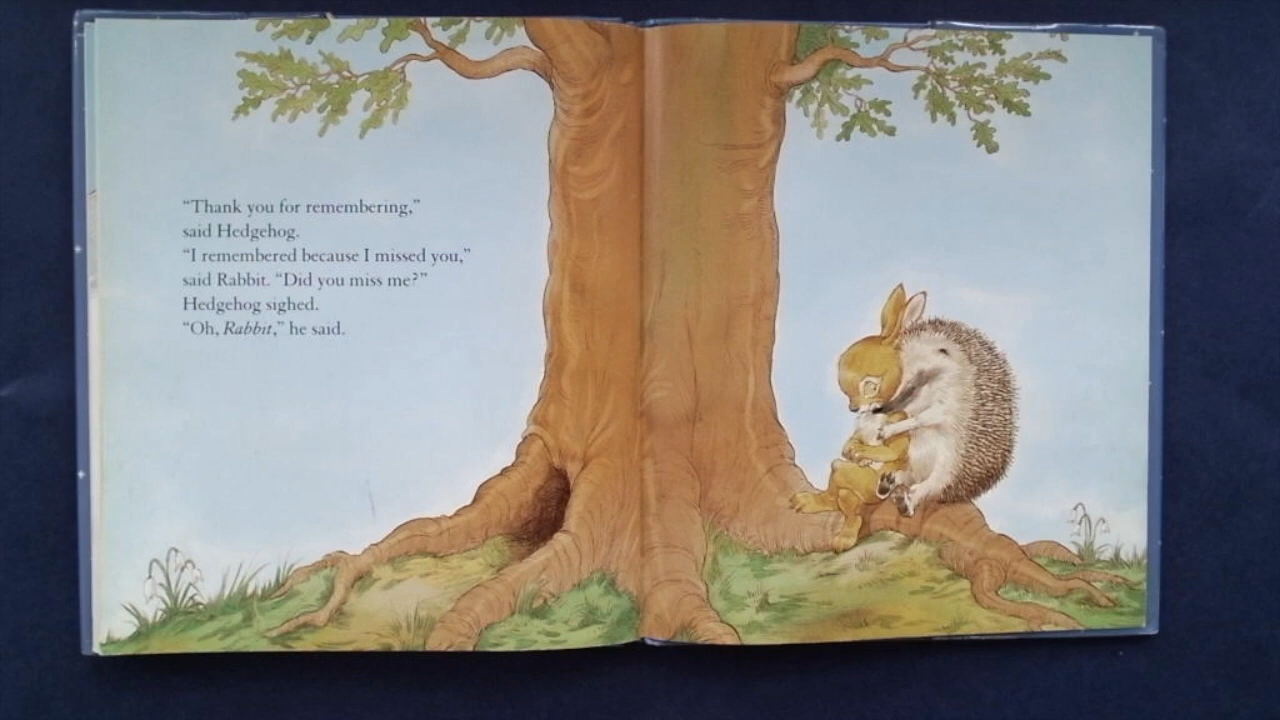 “Thank you for remembering,”
said Hedgehog.
“I remembered because I missed you,”
said Rabbit. “Did you miss me?”
Hedgehog sighed.
“Oh, Rabbit,” he said.